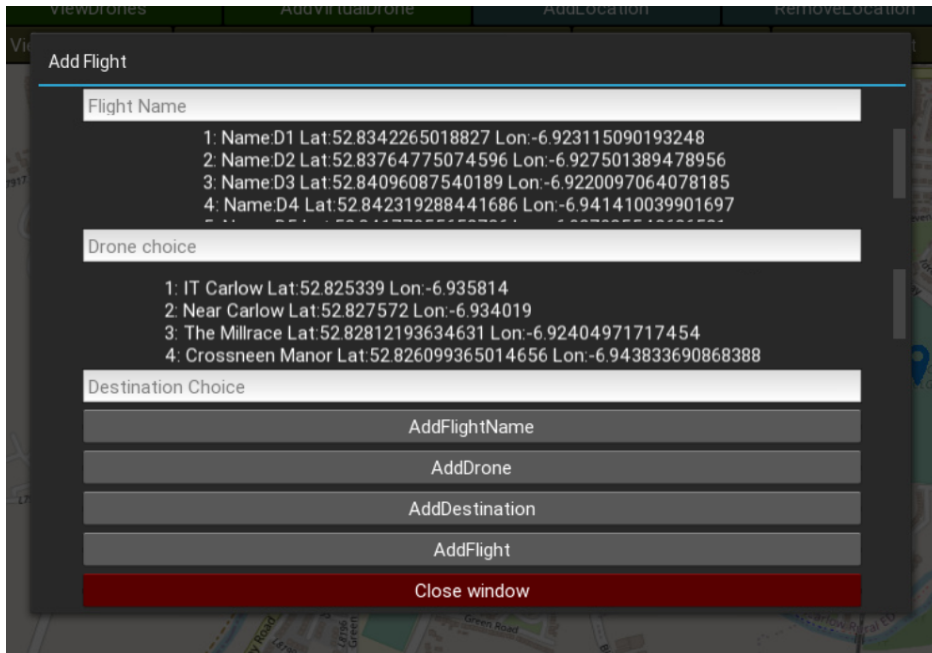 ViewDrones AddVirtualDrone AddLocation RemoveLocation
Add Flight
Flight Name
1: Name:D1 Lat:52.8342265018827 Lon:-6.923115090193248
2: Name:D2 Lat:52.83764775074596 Lon:-6.927501389478956
3: Name:D3 Lat:52.84096087540189 Lon:-6.9220097064078185
4: Name:D4 Lat:52.842319288441686 Lon:-6.941410039901697
Drone choice
1: IT Carlow Lat:52.825339 Lon:-6.935814
2: Near Carlow Lat:52.827572 Lon:-6.934019
3: The Millrace Lat:52.82812193634631 Lon:-6.92404971717454
4: Crossneen Manor Lat:52.826099365014656 Lon:-6.943833690868388
Destination Choice
AddFlightName
AddDrone
AddDestination
AddFlight
Close window
Green Road